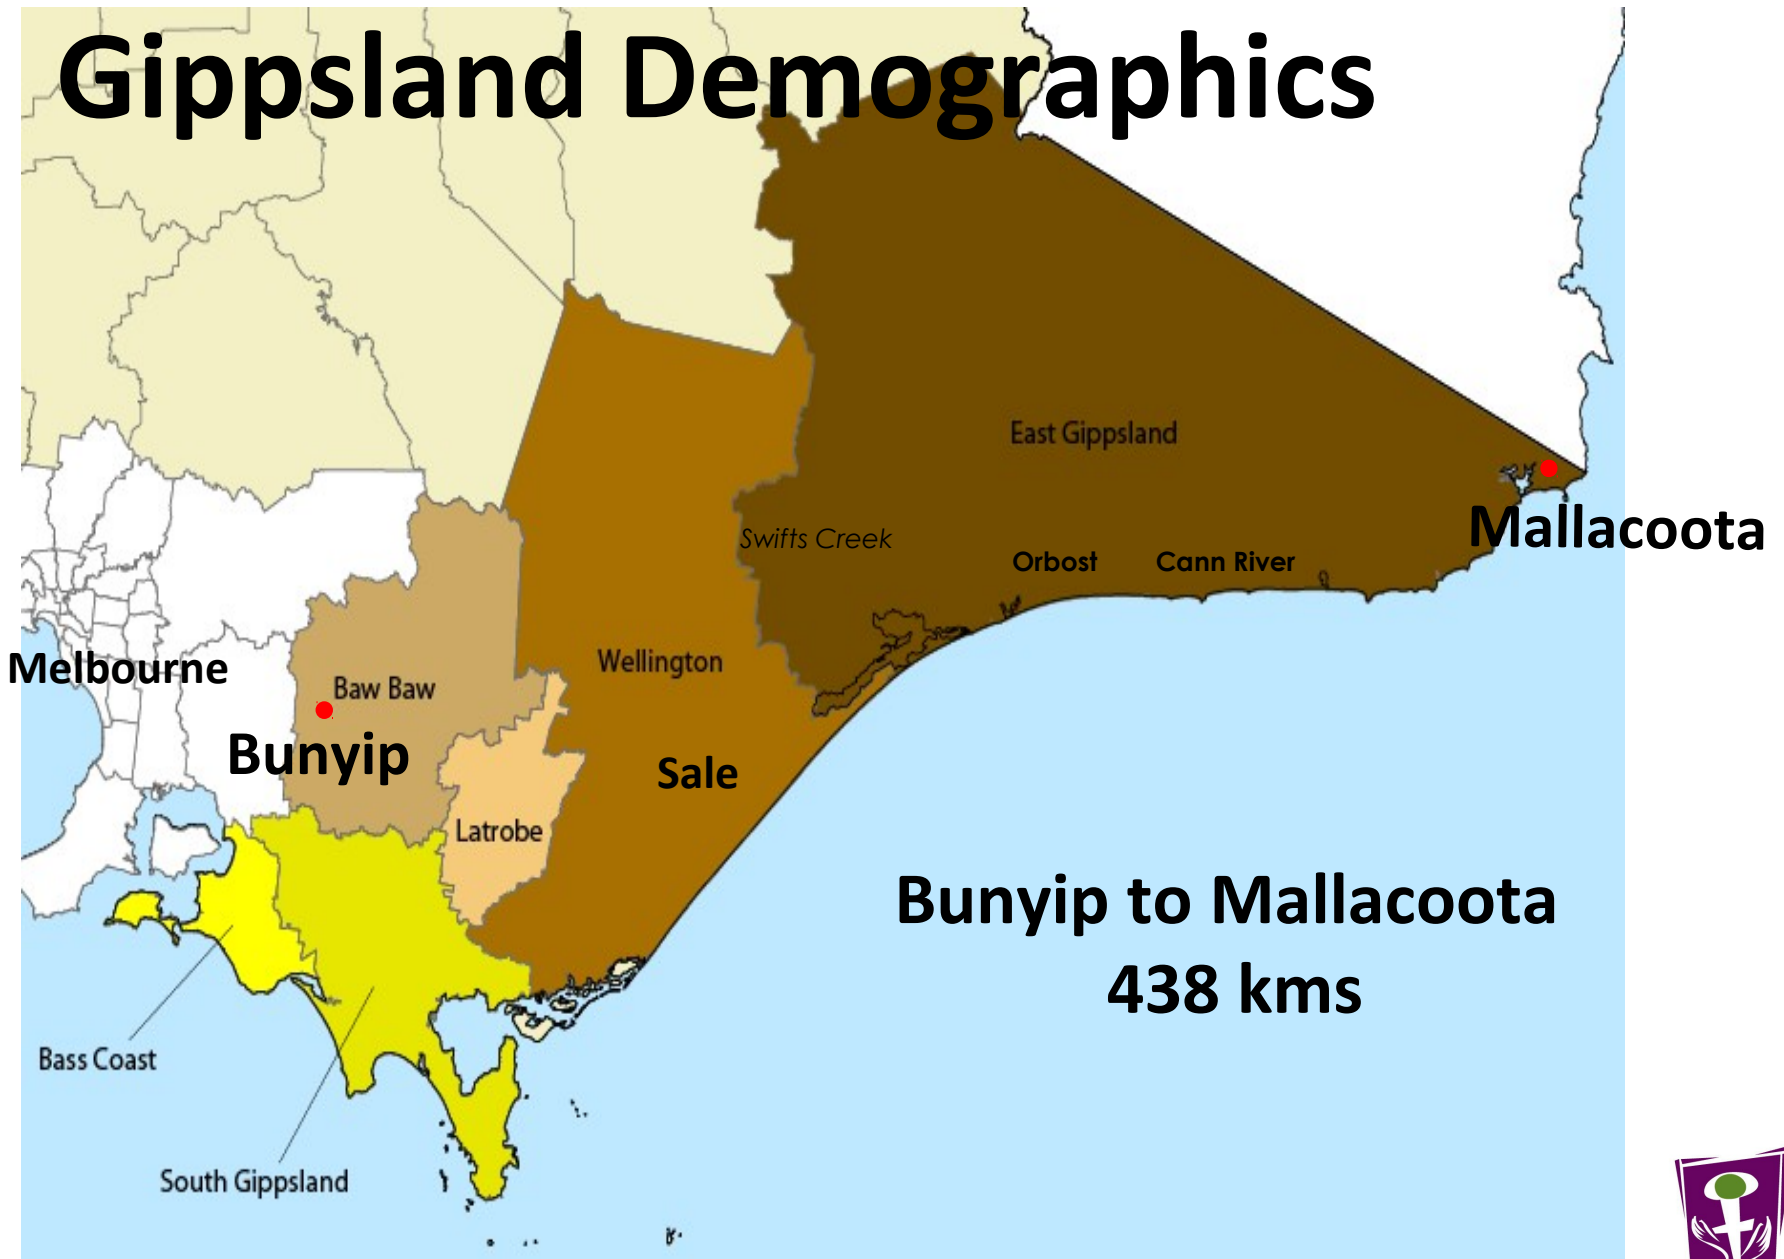 Gippsland Demographics
East Gippsland
Mallacoota
Swifts Creek
Orbost
Cann River
Melbourne
Wellington
Baw Baw
Bunyip
Sale
Latrobe
Bunyip to Mallacoota
438 kms
Bass Coast
South Gippsland